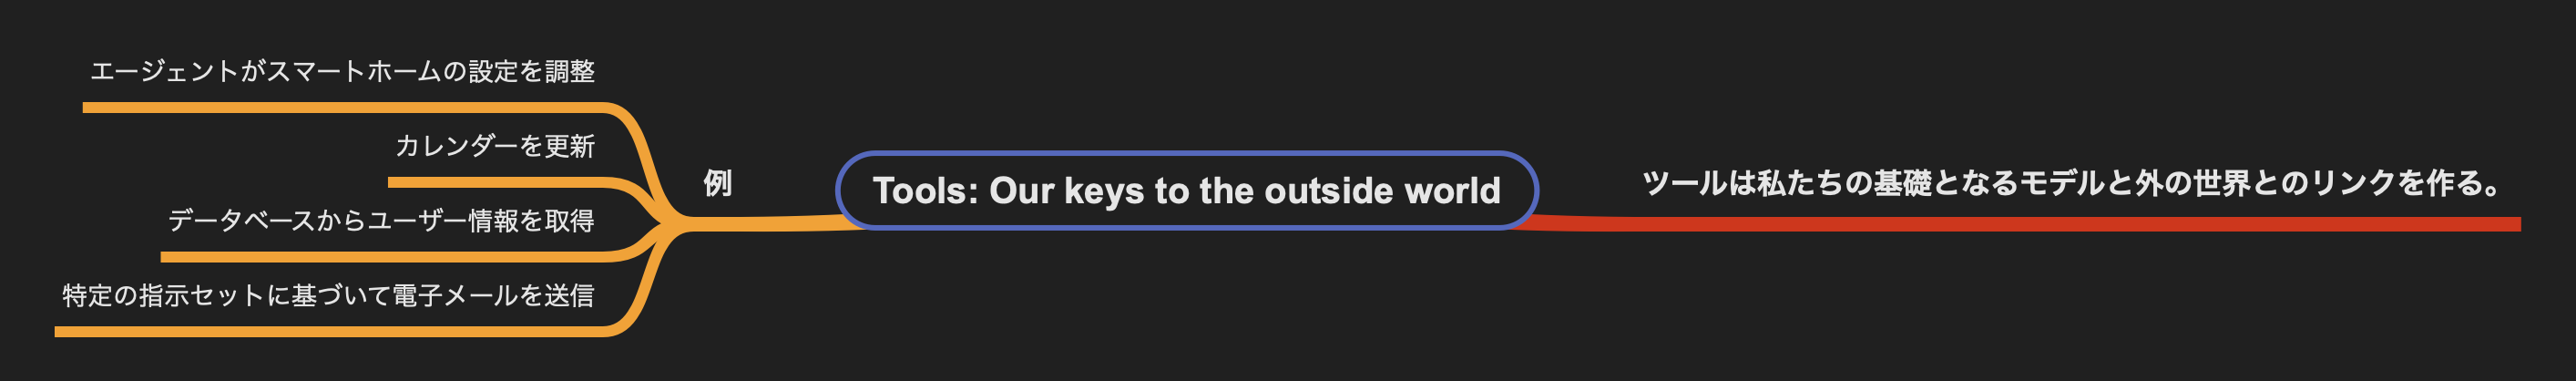 Tools: Our keys to the outside world
ツールは私たちの基礎となるモデルと外の世界とのリンクを作る。
例
エージェントがスマートホームの設定を調整
カレンダーを更新
データベースからユーザー情報を取得
特定の指示セットに基づいて電子メールを送信